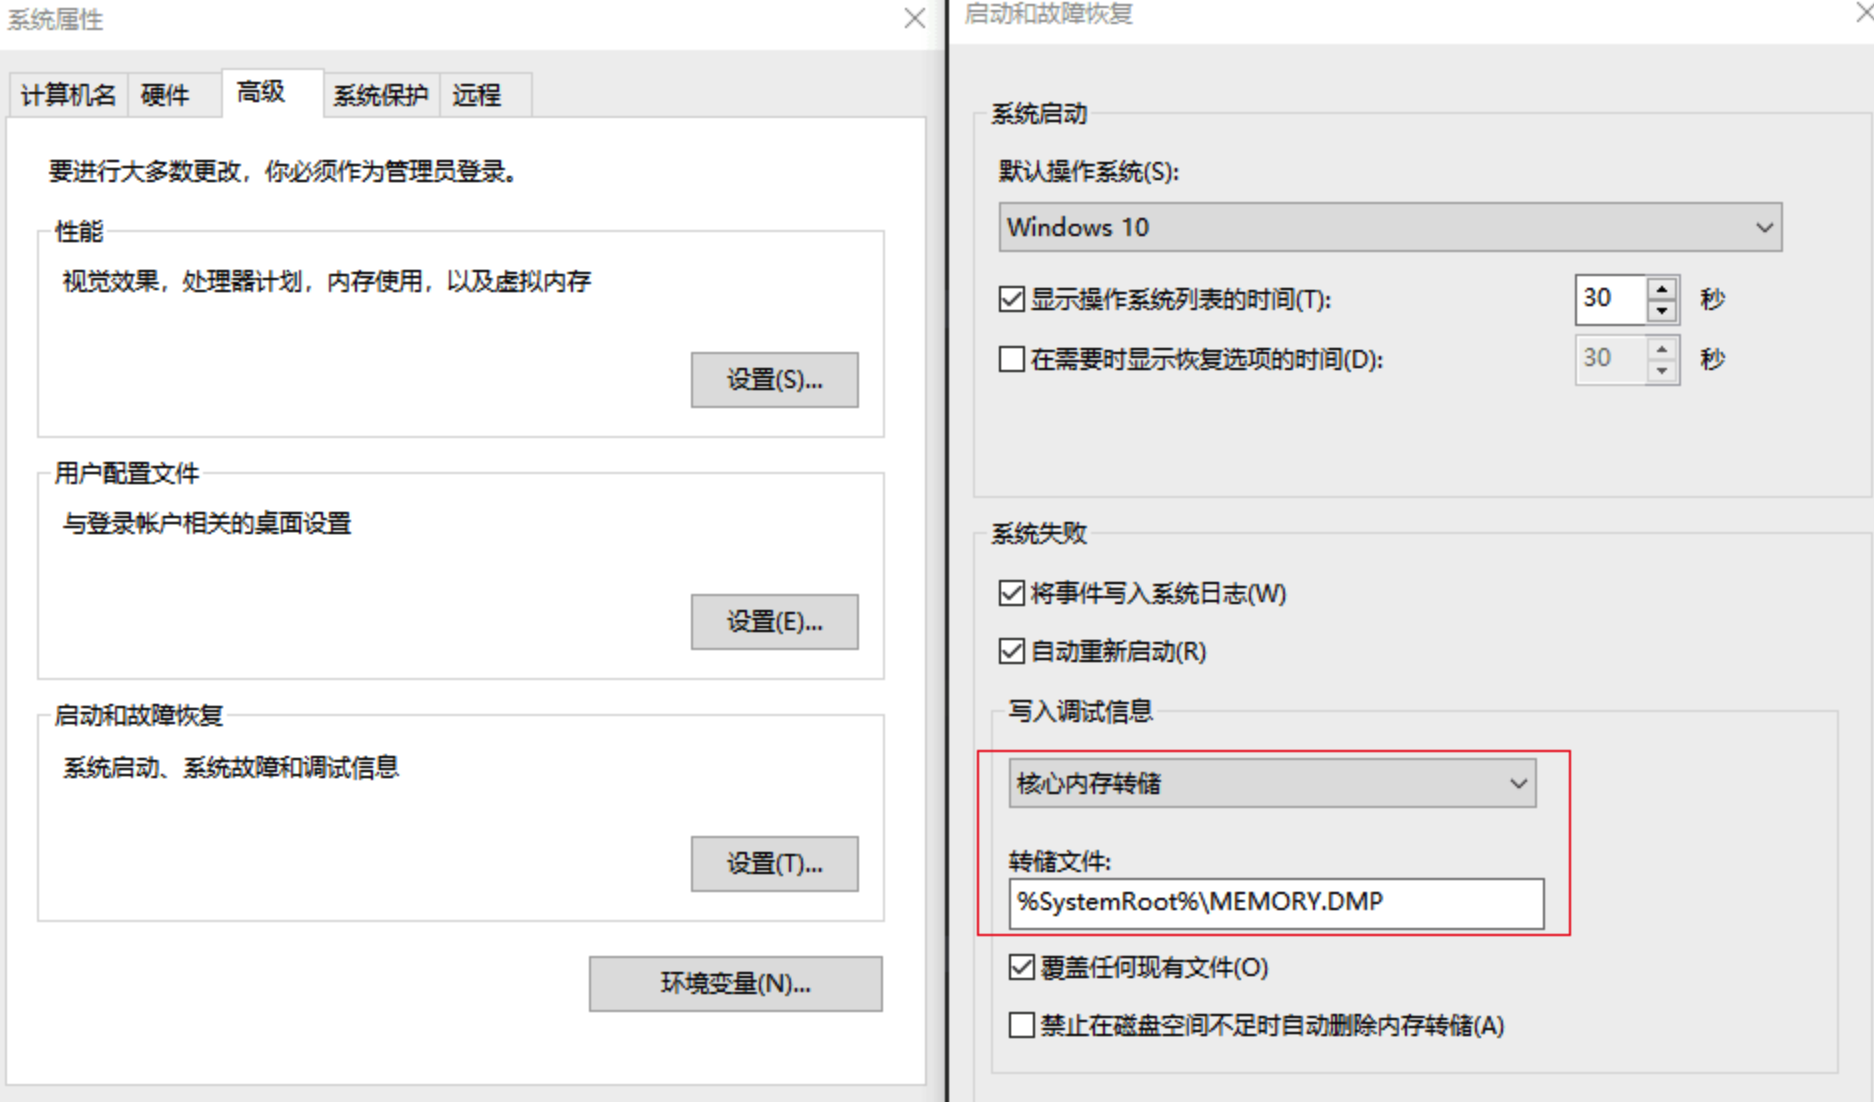 系统属性
计算机名
硬件
高级
系统保护
远程
要进行大多数更改，你必须作为管理员登录。
性能
视觉效果，处理器计划，内存使用，以及虚拟内存
设置(S)...
用户配置文件
与登录帐户相关的桌面设置
设置(E)...
启动和故障恢复
系统启动、系统故障和调试信息
设置(T)...
环境变量(N)...
启动和故障恢复
系统启动
默认操作系统(S):
Windows 10
显示操作系统列表的时间(T): 30 秒
在需要时显示恢复选项的时间(D): 30 秒
系统失败
将事件写入系统日志(W)
自动重新启动(R)
写入调试信息
核心内存转储
转储文件:
%SystemRoot%\MEMORY.DMP
覆盖任何现有文件(O)
禁止在磁盘空间不足时自动删除内存转储(A)